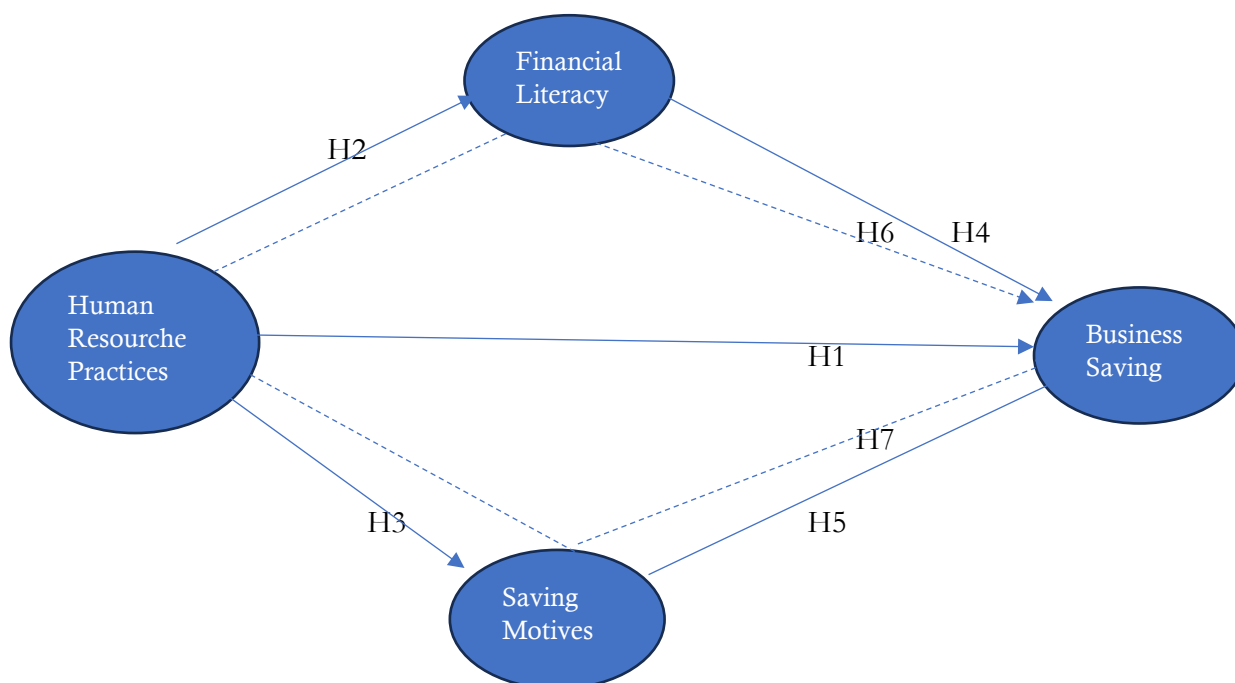 Financial
Literacy
H2
H6
H4
Human
Resourche
Practices
H1
Business
Saving
H7
H3
H5
Saving
Motives